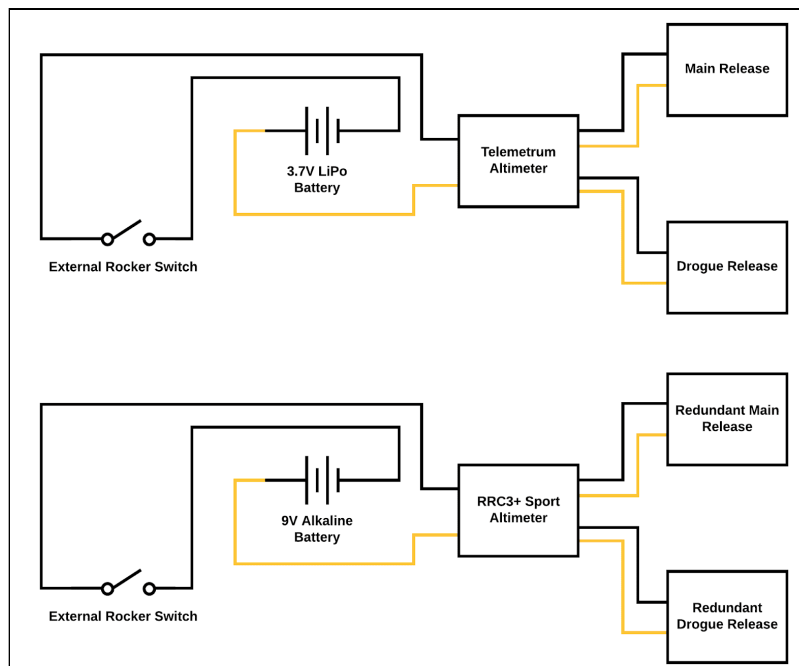 Main Release
Telemetrum
Altimeter
3.7V LiPo
Battery
External Rocker Switch
Drogue Release
Redundant Main
Release
RRC3+ Sport
Altimeter
9V Alkaline
Battery
External Rocker Switch
Redundant
Drogue Release